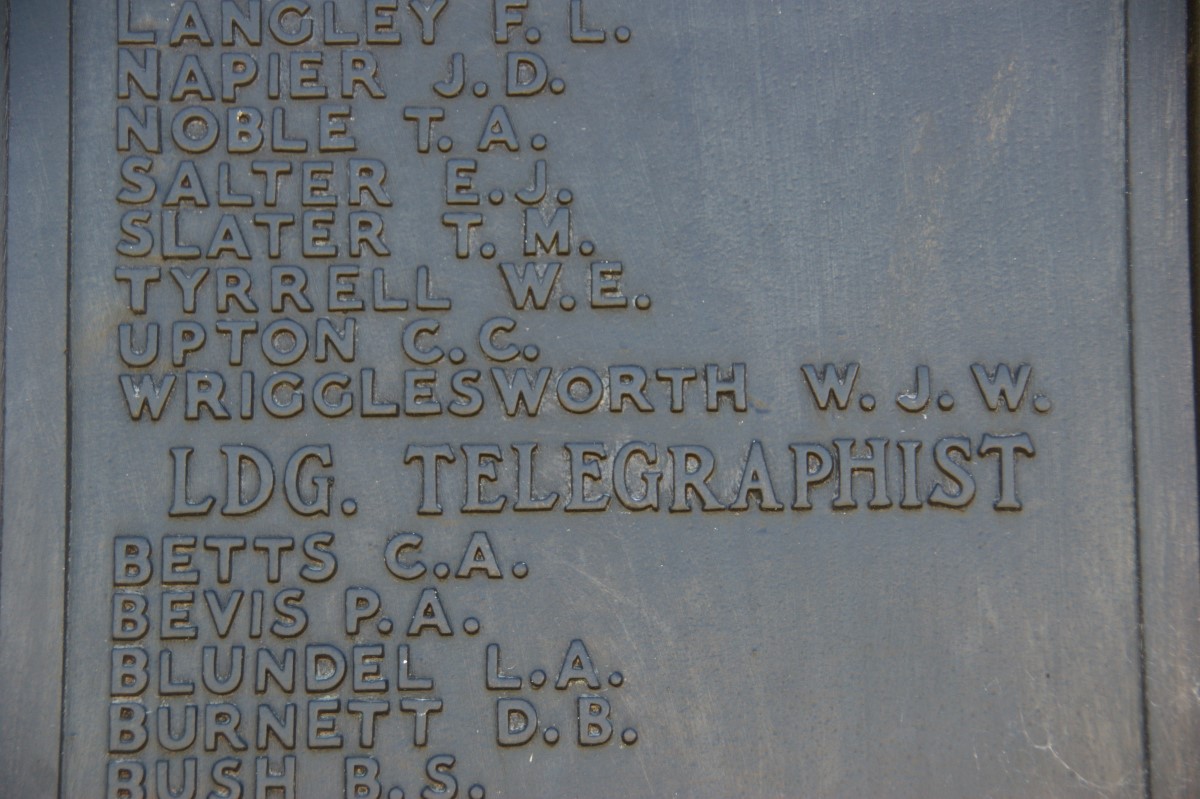 LANGLEY F. L.
NAPIER J. D.
NOBLE T. A.
SALTER E. J.
SLATER T. M.
TYRRELL W. E.
UPTON C. C.
WRIGGLESWORTH W. J. W.
LDG. TELEGRAPHIST
BETTS C. A.
BEVIS P. A.
BLUNDEL L. A.
BURNETT D. B.
BUSH B. S.